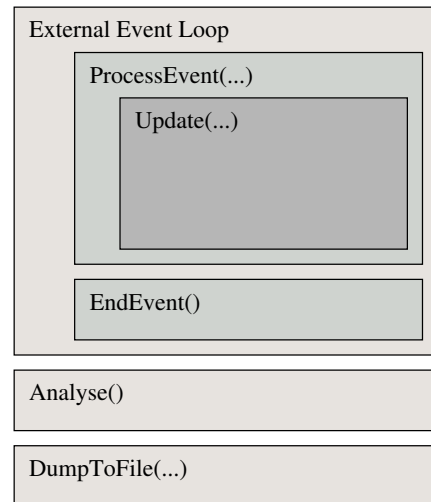 External Event Loop
ProcessEvent(...)
Update(...)
EndEvent()
Analyse()
DumpToFile(...)